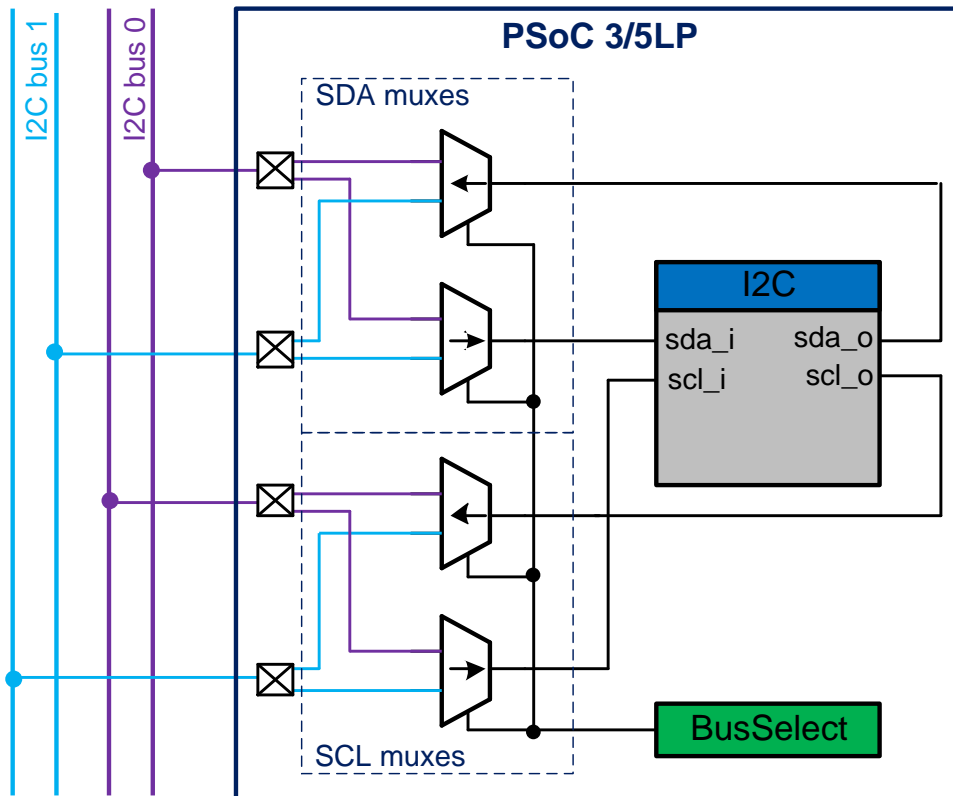 PSoC 3/5LP
I2C bus 1
I2C bus 0
SDA muxes
I2C
sda_i
sda_o
scl_i
scl_o
BusSelect
SCL muxes